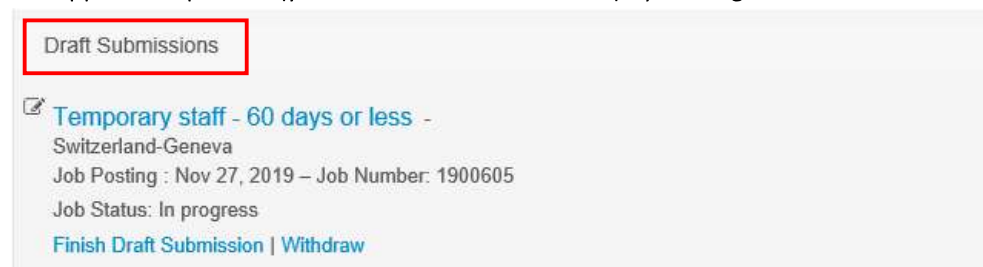 Draft Submissions
Temporary staff - 60 days or less -
Switzerland-Geneva
Job Posting : Nov 27, 2019 – Job Number: 1900605
Job Status: In progress
Finish Draft Submission | Withdraw